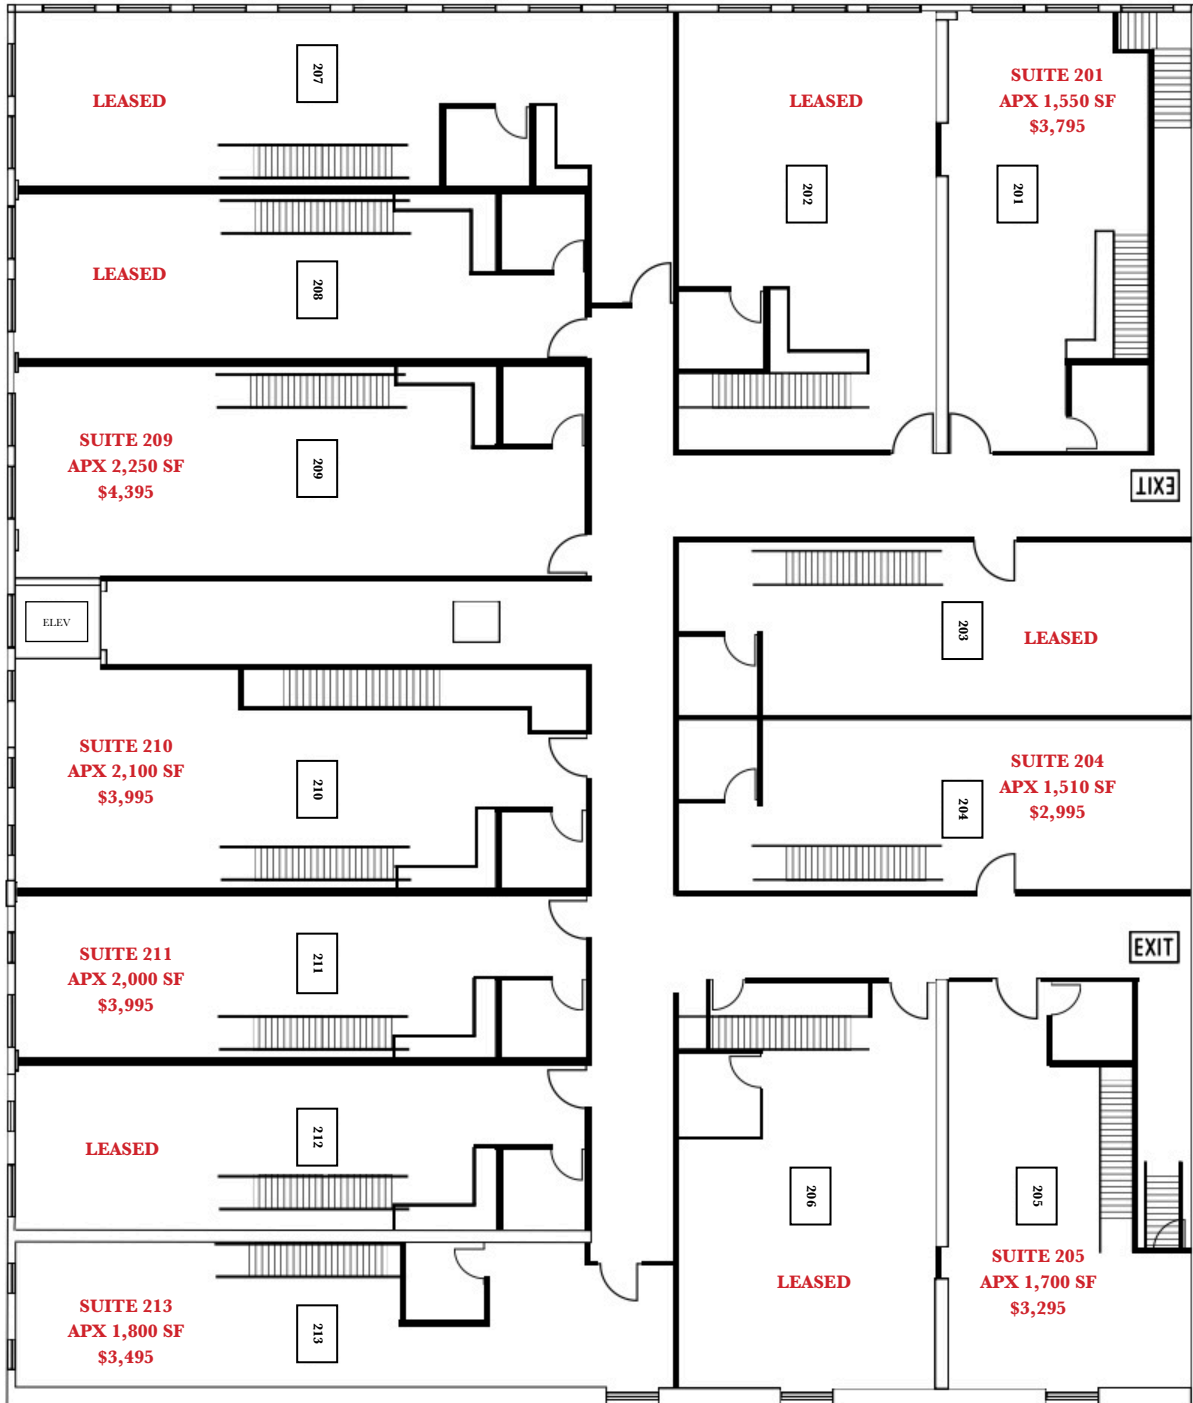 207
LEASED
LEASED
SUITE 201
APX 1,550 SF
$3,795
202
201
LEASED
208
SUITE 209
APX 2,250 SF
$4,395
209
EXIT
ELEV
203
LEASED
SUITE 210
APX 2,100 SF
$3,995
210
SUITE 204
APX 1,510 SF
$2,995
204
SUITE 211
APX 2,000 SF
$3,995
211
EXIT
LEASED
212
206
LEASED
205
SUITE 205
APX 1,700 SF
$3,295
SUITE 213
APX 1,800 SF
$3,495
213